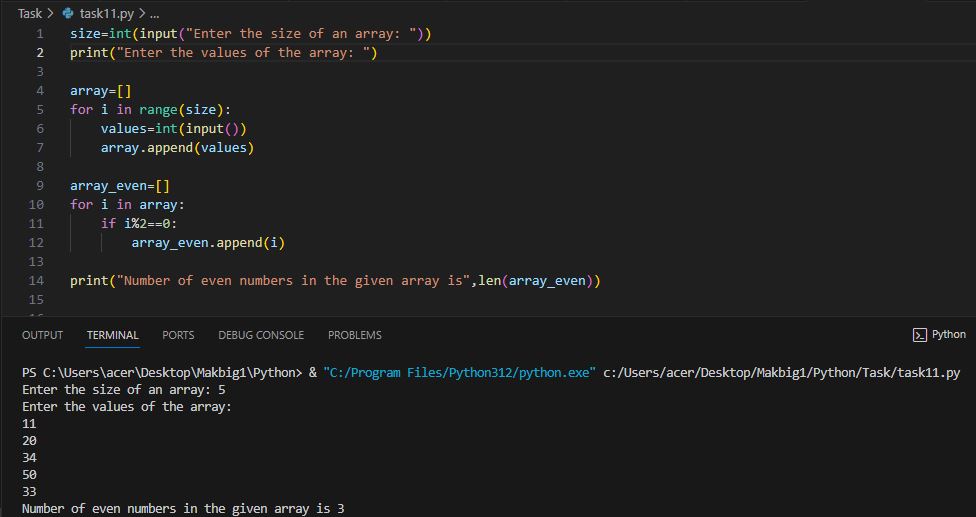 Task > task11.py > ...
1 size=int(input("Enter the size of an array: "))
2 print("Enter the values of the array: ")
3
4 array=[]
5 for i in range(size):
6     values=int(input())
7     array.append(values)
8
9 array_even=[]
10 for i in array:
11     if i%2==0:
12         array_even.append(i)
13
14 print("Number of even numbers in the given array is",len(array_even))
15
OUTPUT TERMINAL PORTS DEBUG CONSOLE PROBLEMS Python
PS C:\Users\acer\Desktop\Makbig1\Python> & "C:/Program Files/Python312/python.exe" c:/Users/acer/Desktop/Makbig1/Python/Task/task11.py
Enter the size of an array: 5
Enter the values of the array:
11
20
34
50
33
Number of even numbers in the given array is 3